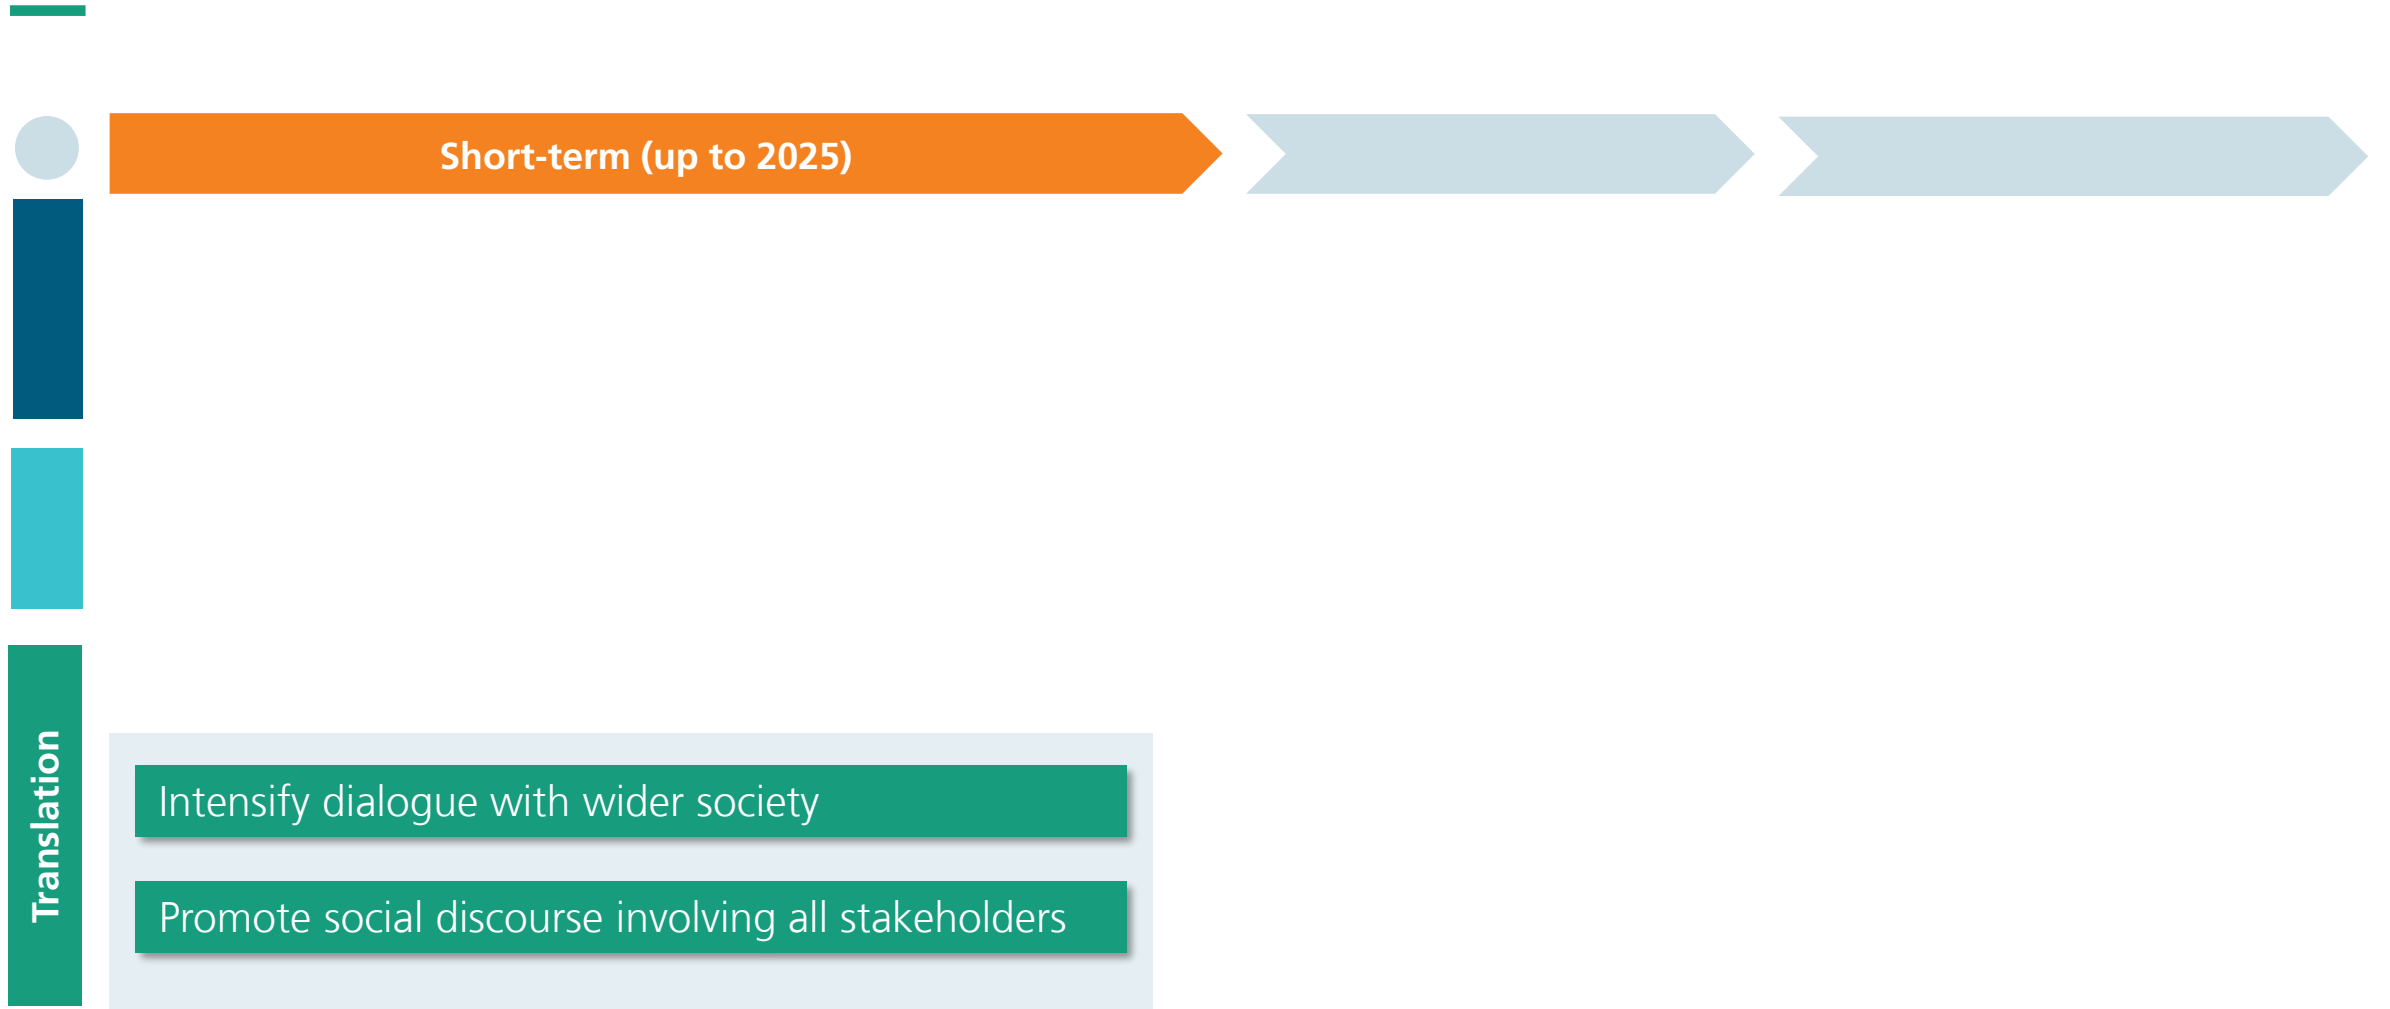 Short-term (up to 2025)
Translation
Intensify dialogue with wider society
Promote social discourse involving all stakeholders